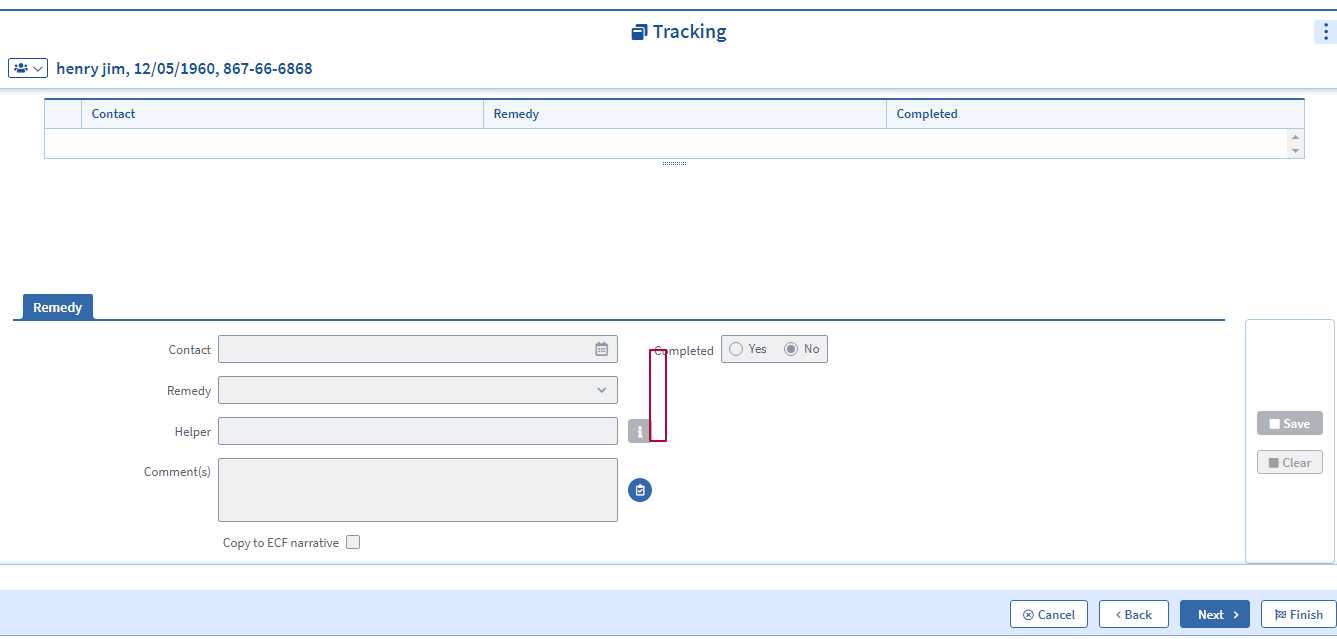 Tracking
henry jim, 12/05/1960, 867-66-6868
Contact Remedy Completed
Remedy
Contact Completed Yes No
Remedy
Helper
Save
Comment(s)
Clear
Copy to ECF narrative
Cancel Back Next Finish